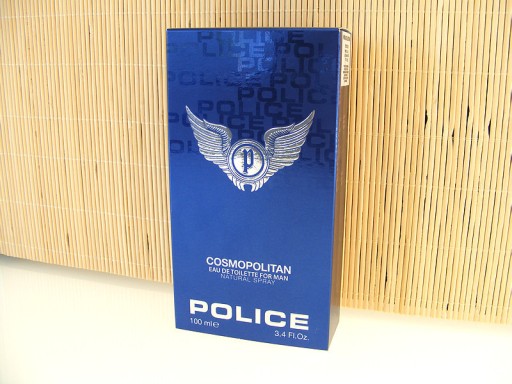 POLICE POLICE
POLICE
POLICE
POLICE
P
COSMOPOLITAN
EAU DE TOILETTE FOR MAN
NATURAL SPRAY
POLICE
100 ml ℮
3.4 Fl.Oz.